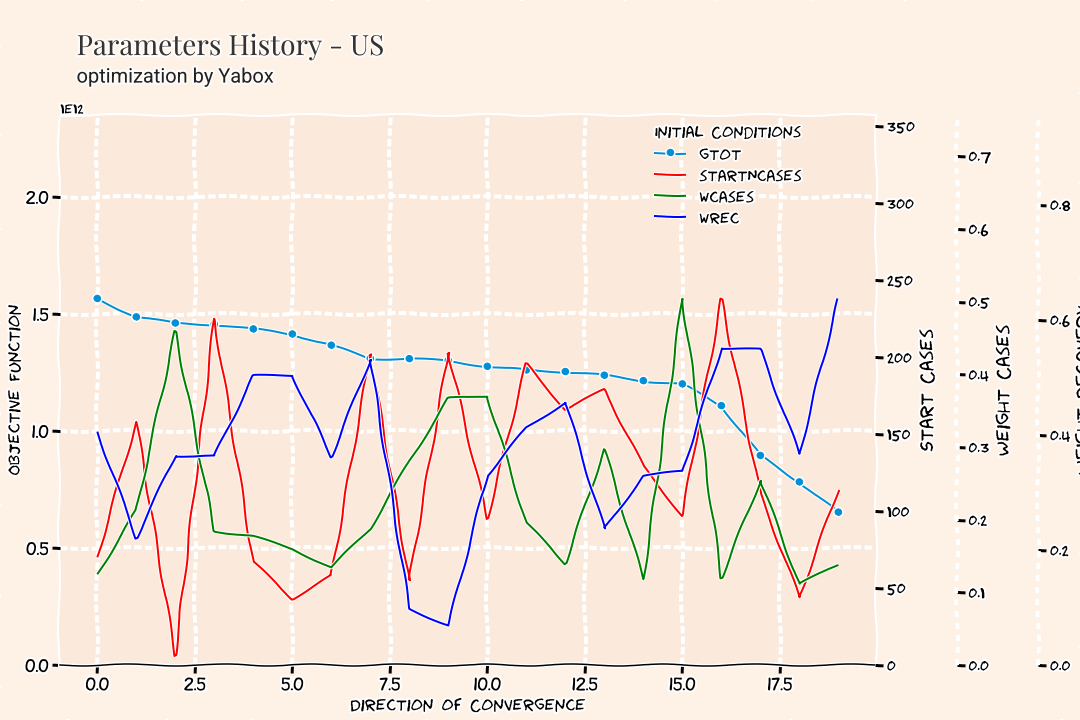 Parameters History - US
optimization by Yabox
1E12
INITIAL CONDITIONS
GTOT
STARTNCASES
WCASES
WREC
2.0
1.5
1.0
0.5
0.0
OBJECTIVE FUNCTION
0.0 2.5 5.0 7.5 10.0 12.5 15.0 17.5
DIRECTION OF CONVERGENCE
350
300
250
200
150
100
50
0
START CASES
0.7
0.6
0.5
0.4
0.3
0.2
0.1
0.0
WEIGHT CASES
0.8
0.6
0.4
0.2
0.0